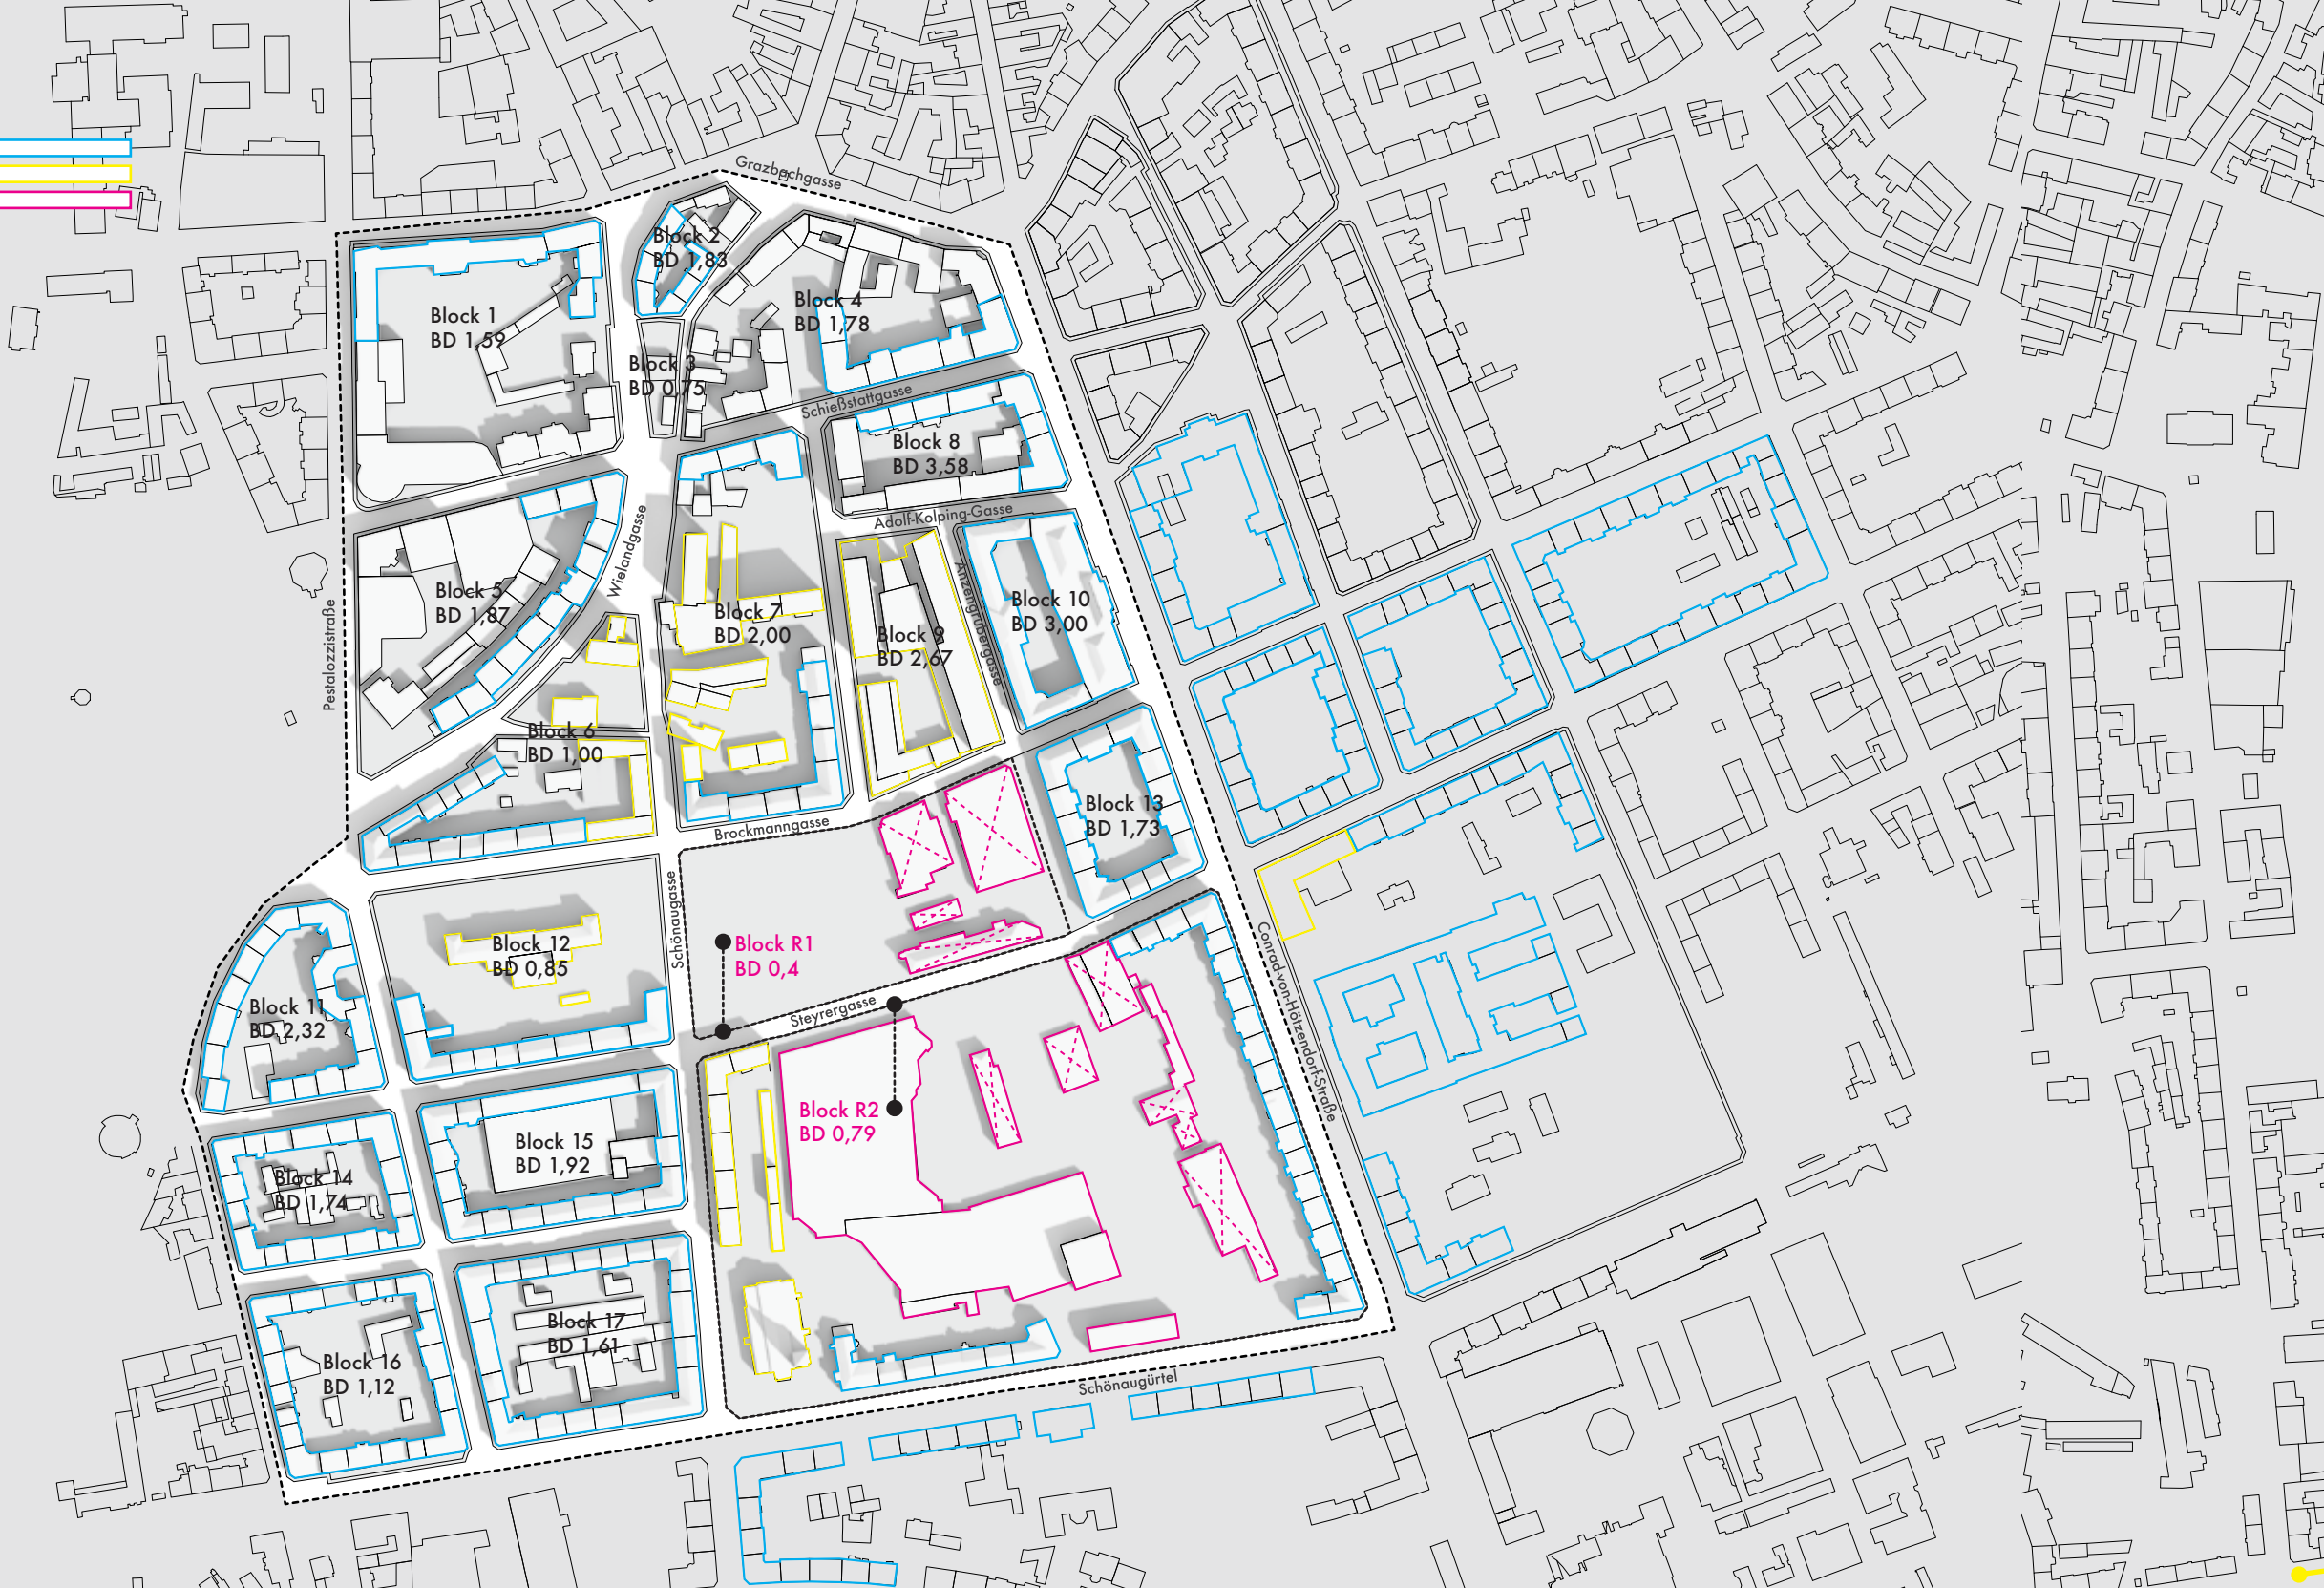 Grazbachgasse
Block 2
BD 1,83
Block 4
BD 1,78
Block 1
BD 1,59
Block 3
BD 0,75
Schießstattgasse
Block 8
BD 3,58
Adolf-Kolping-Gasse
Wielandgasse
Pestalozzistraße
Block 5
BD 1,87
Block 7
BD 2,00
Block 9
BD 2,67
Anzengrubergasse
Block 10
BD 3,00
Block 6
BD 1,00
Brockmanngasse
Block 13
BD 1,73
Schönaugasse
Block 12
BD 0,85
Block R1
BD 0,4
Conrad-von-Hötzendorf-Straße
Block 11
BD 2,32
Steyrergasse
Block R2
BD 0,79
Block 15
BD 1,92
Block 14
BD 1,74
Block 17
BD 1,61
Block 16
BD 1,12
Schönaugürtel